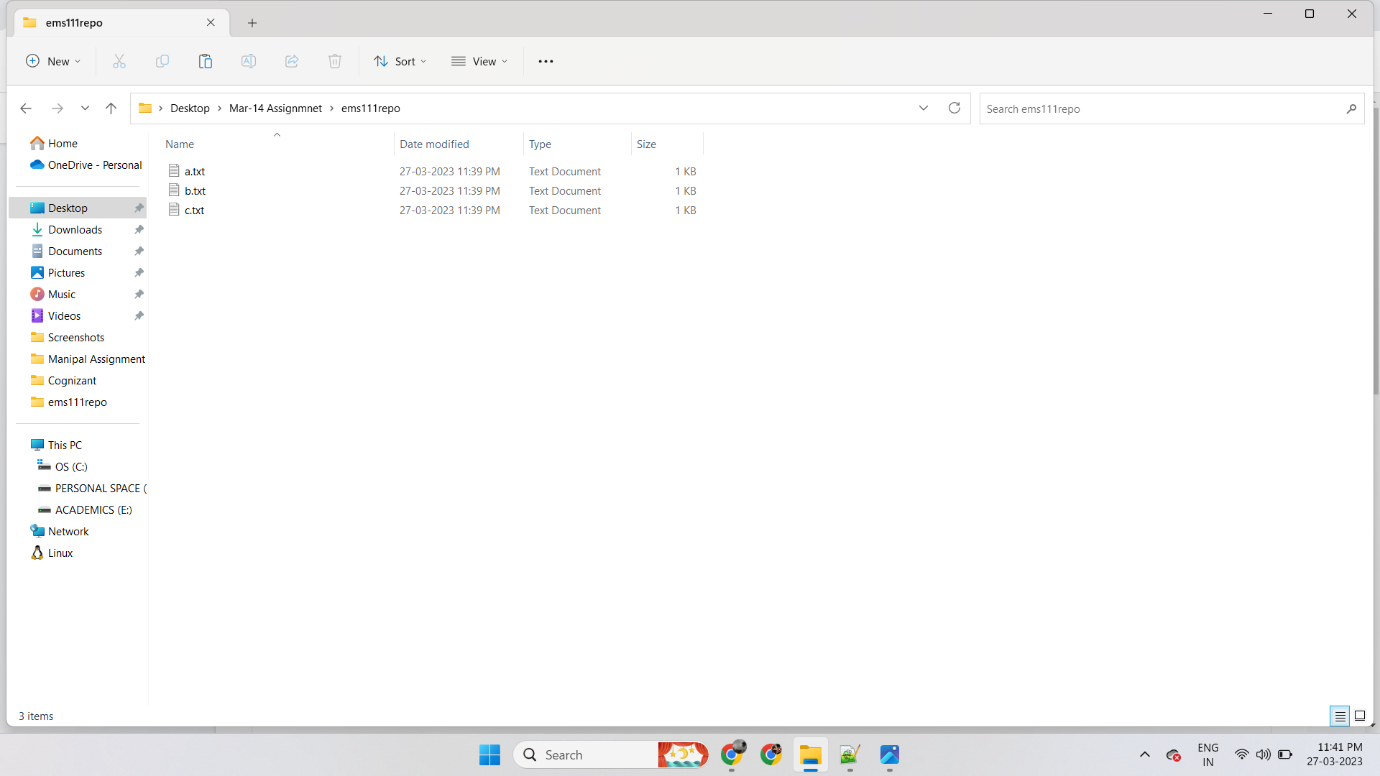 ems111repo
New
Sort
View
Desktop
Mar-14 Assignmnet
ems111repo
Search ems111repo
Home
OneDrive - Personal
Desktop
Downloads
Documents
Pictures
Music
Videos
Screenshots
Manipal Assignment
Cognizant
ems111repo
This PC
OS (C:)
PERSONAL SPACE (
ACADEMICS (E:)
Network
Linux
Name Date modified Type Size
a.txt 27-03-2023 11:39 PM Text Document 1 KB
b.txt 27-03-2023 11:39 PM Text Document 1 KB
c.txt 27-03-2023 11:39 PM Text Document 1 KB
3 items
Search
ENG
IN
11:41 PM
27-03-2023